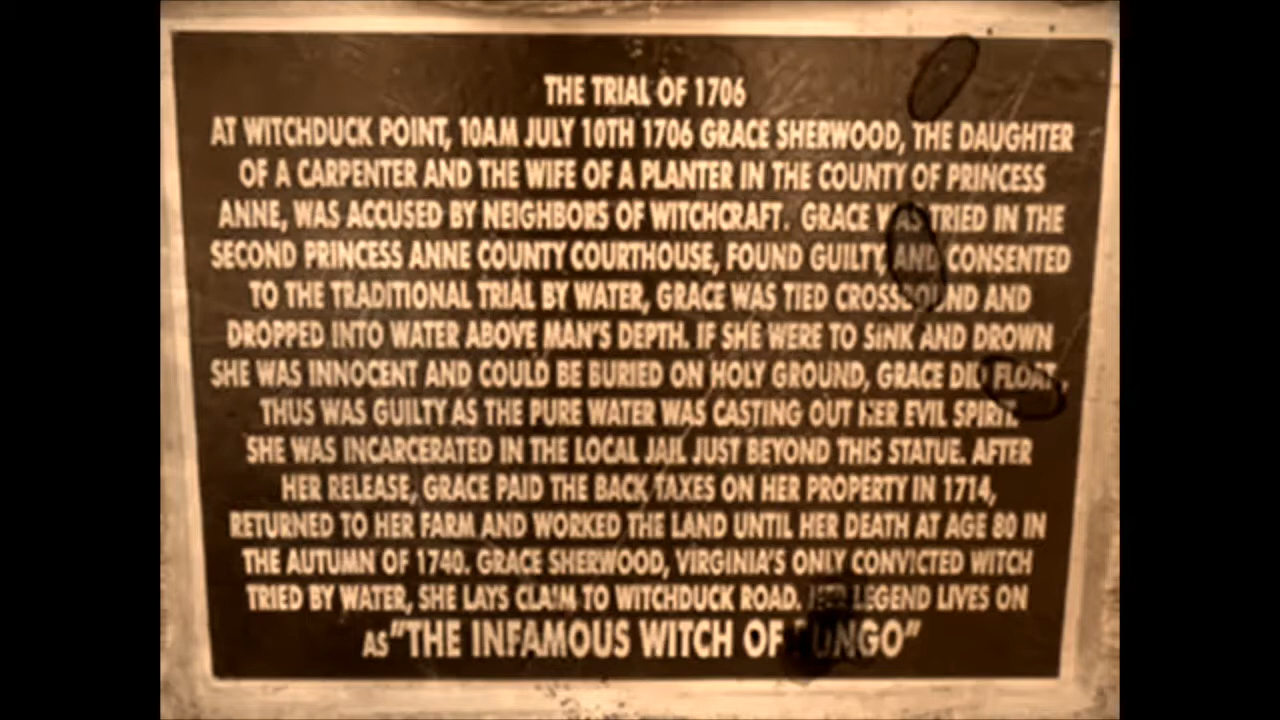 THE TRIAL OF 1706
AT WITCHDUCK POINT, 10AM JULY 10TH 1706 GRACE SHERWOOD, THE DAUGHTER
OF A CARPENTER AND THE WIFE OF A PLANTER IN THE COUNTY OF PRINCESS
ANNE, WAS ACCUSED BY NEIGHBORS OF WITCHCRAFT. GRACE WAS TRIED IN THE
SECOND PRINCESS ANNE COUNTY COURTHOUSE, FOUND GUILTY, AND CONSENTED
TO THE TRADITIONAL TRIAL BY WATER, GRACE WAS TIED CROSSBOUND AND
DROPPED INTO WATER ABOVE MAN'S DEPTH. IF SHE WERE TO SINK AND DROWN
SHE WAS INNOCENT AND COULD BE BURIED ON HOLY GROUND, GRACE DID FLOAT,
THUS WAS GUILTY AS THE PURE WATER WAS CASTING OUT HER EVIL SPIRIT.
SHE WAS INCARCERATED IN THE LOCAL JAIL JUST BEYOND THIS STATUE. AFTER
HER RELEASE, GRACE PAID THE BACK TAXES ON HER PROPERTY IN 1714,
RETURNED TO HER FARM AND WORKED THE LAND UNTIL HER DEATH AT AGE 80 IN
THE AUTUMN OF 1740. GRACE SHERWOOD, VIRGINIA'S ONLY CONVICTED WITCH
TRIED BY WATER, SHE LAYS CLAIM TO WITCHDUCK ROAD. HER LEGEND LIVES ON
AS "THE INFAMOUS WITCH OF PUNGO"